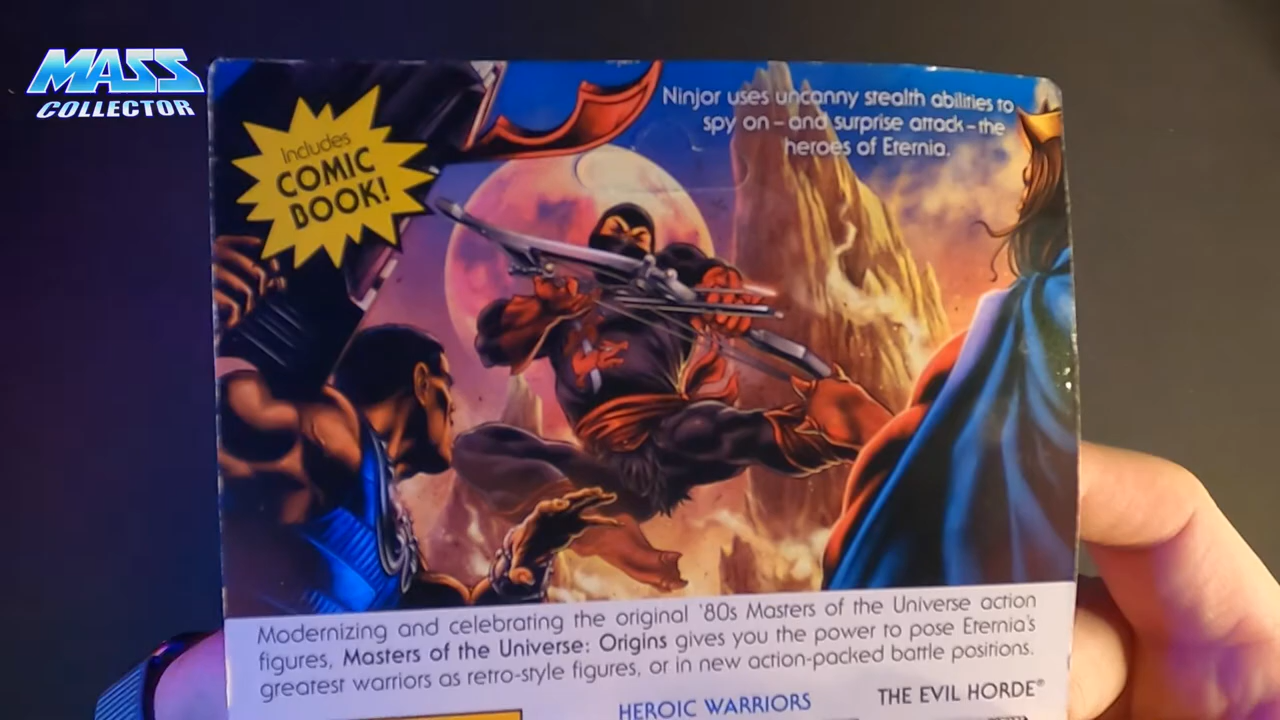 MASS
COLLECTOR
Includes
COMIC
BOOK!
Ninjor uses uncanny stealth abilities to
spy on – and surprise attack – the
heroes of Eternia.
Modernizing and celebrating the original '80s Masters of the Universe action
figures, Masters of the Universe: Origins gives you the power to pose Eternia's
greatest warriors as retro-style figures, or in new action-packed battle positions.
HEROIC WARRIORS
THE EVIL HORDE®